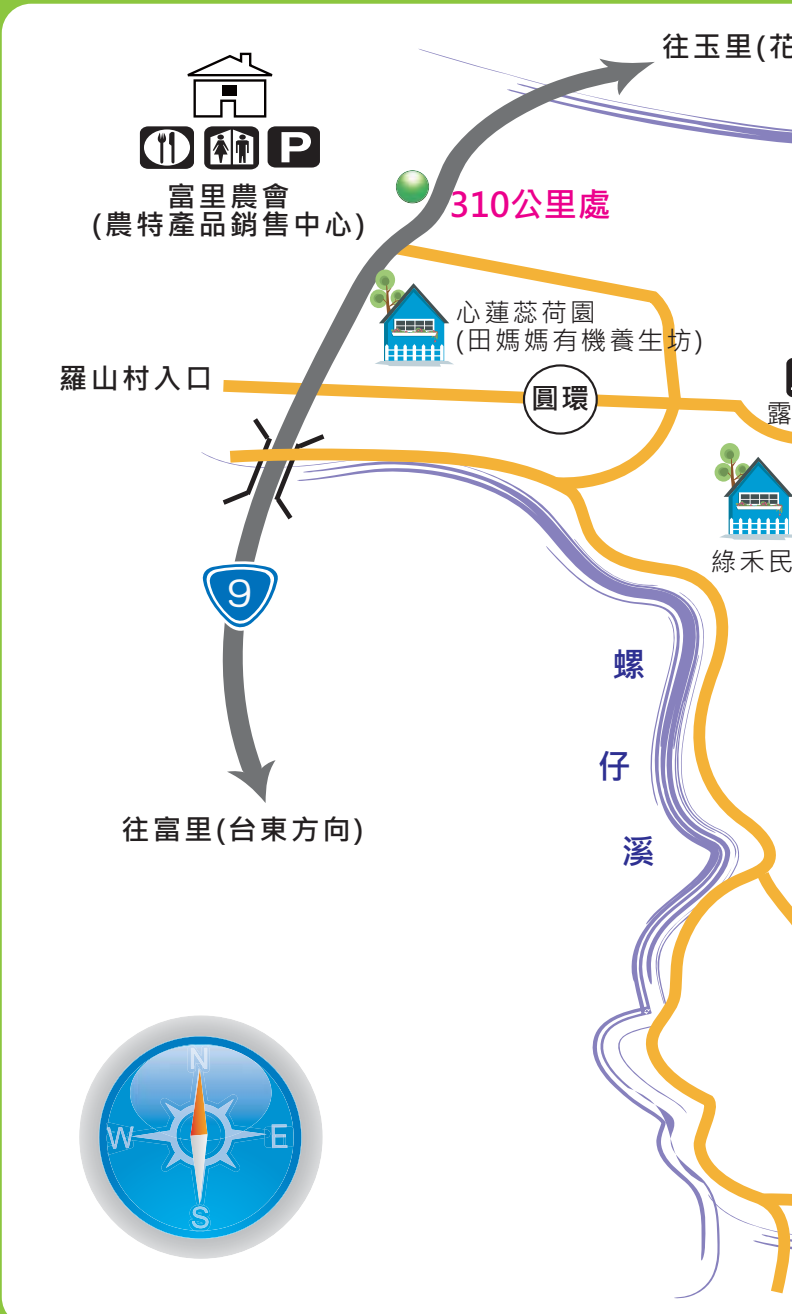 往玉里(花
P
富里農會
(農特產品銷售中心)
310公里處
心蓮蕊荷園
(田媽媽有機養生坊)
羅山村入口
圓環
露
綠禾民
9
螺
仔
溪
往富里(台東方向)
N
W
E
S